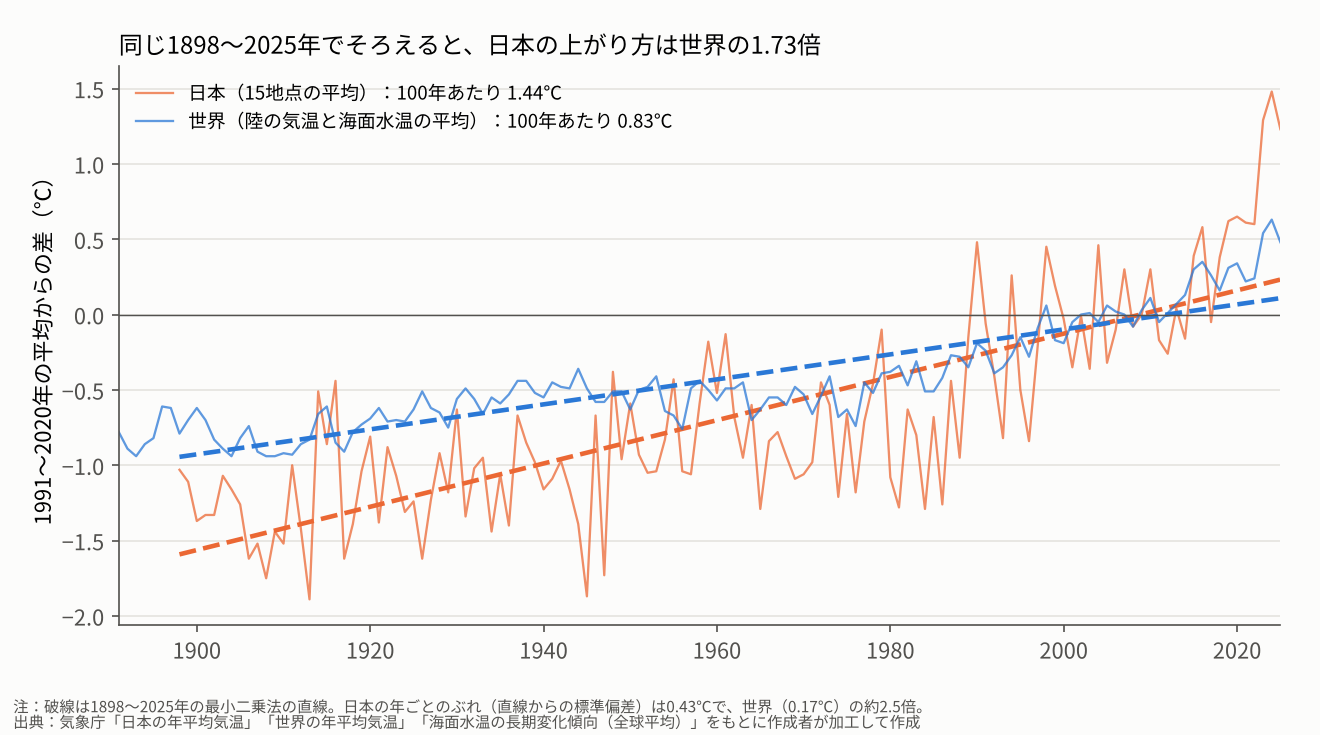 同じ1898～2025年でそろえると、日本の上がり方は世界の1.73倍
日本（15地点の平均）：100年あたり 1.44℃
世界（陸の気温と海面水温の平均）：100年あたり 0.83℃
1991～2020年の平均からの差（℃）
1.5
1.0
0.5
0.0
−0.5
−1.0
−1.5
−2.0
1900 1920 1940 1960 1980 2000 2020
注：破線は1898～2025年の最小二乗法の直線。日本の年ごとのぶれ（直線からの標準偏差）は0.43℃で、世界（0.17℃）の約2.5倍。
出典：気象庁「日本の年平均気温」「世界の年平均気温」「海面水温の長期変化傾向（全球平均）」をもとに作成者が加工して作成